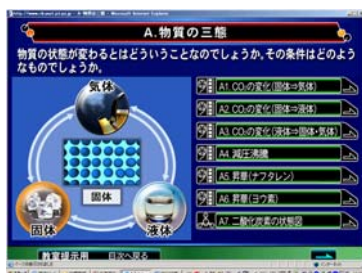 A.物質の三態
物質の状態が変わるとはどういうことなのでしょうか。その条件はどのよう
なものでしょうか。
気体
固体
固体
液体
A1. CO₂の変化(固体⇒気体)
A2. CO₂の変化(固体⇒液体)
A3. CO₂の変化(液体⇒固体・気体)
A4. 減圧沸騰
A5. 昇華(ナフタレン)
A6. 昇華(ヨウ素)
A7. 二酸化炭素の状態図
教室提示用
目次へ戻る